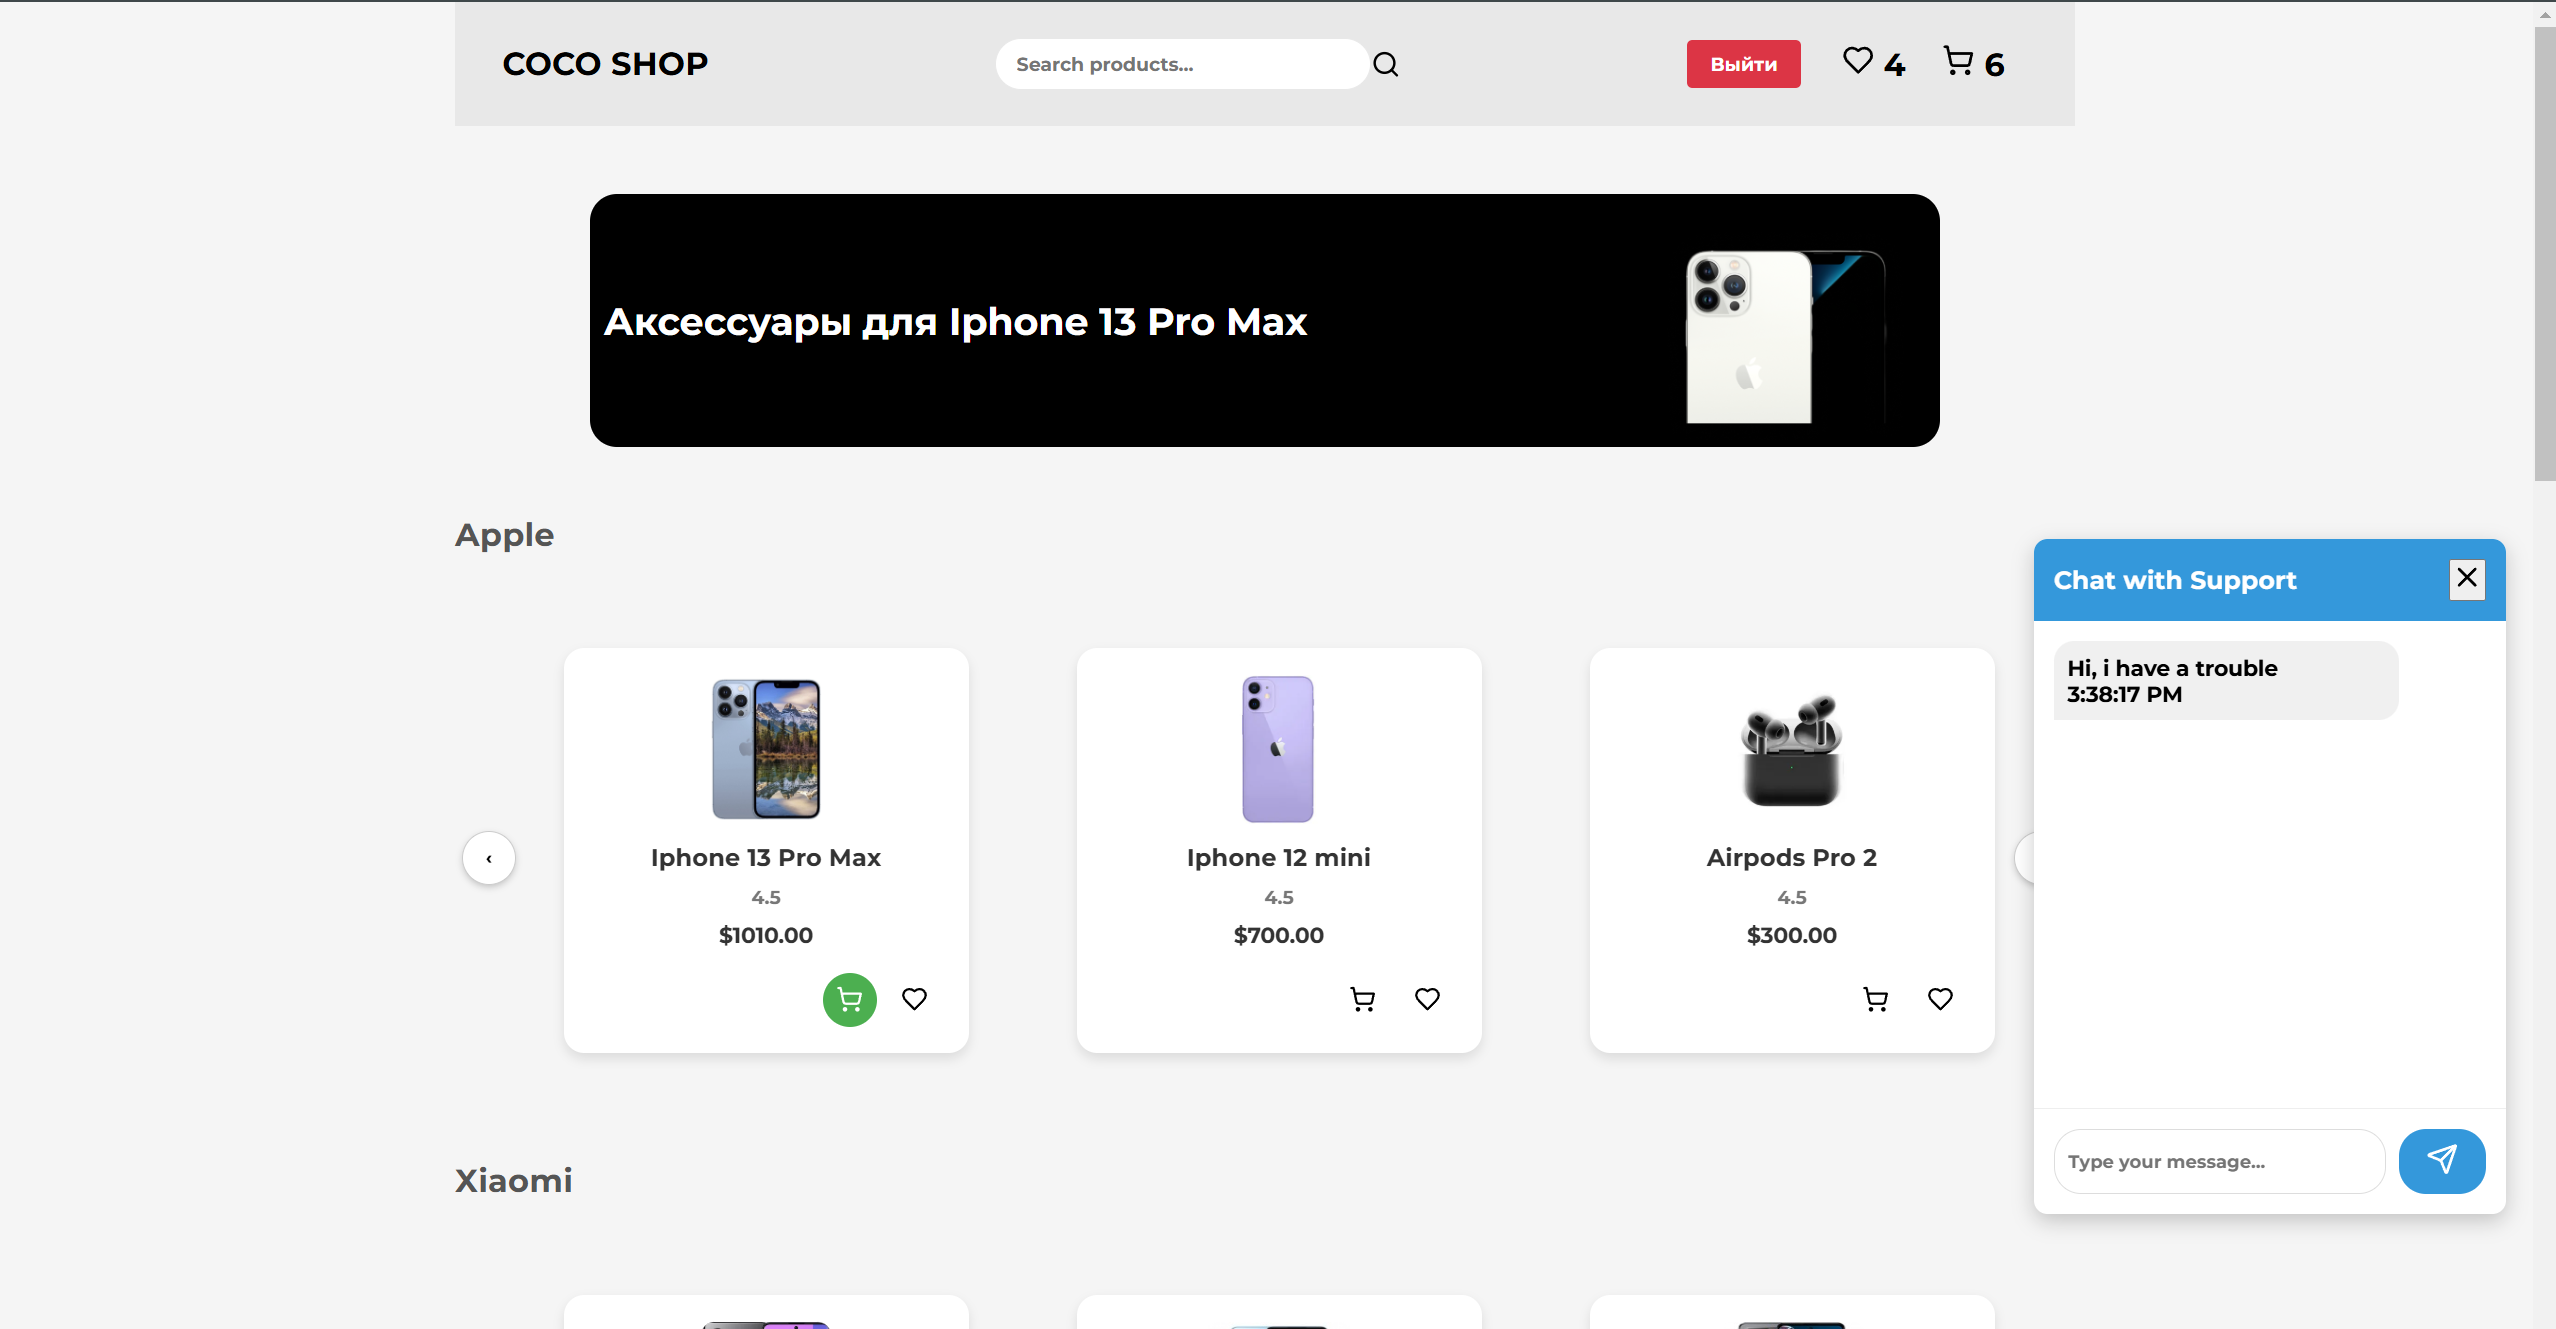 COCO SHOP
Search products...
Выйти
4
6
Аксессуары для Iphone 13 Pro Max
Apple
‹
Iphone 13 Pro Max
4.5
$1010.00
Iphone 12 mini
4.5
$700.00
Airpods Pro 2
4.5
$300.00
Xiaomi
Chat with Support
Hi, i have a trouble
3:38:17 PM
Type your message...